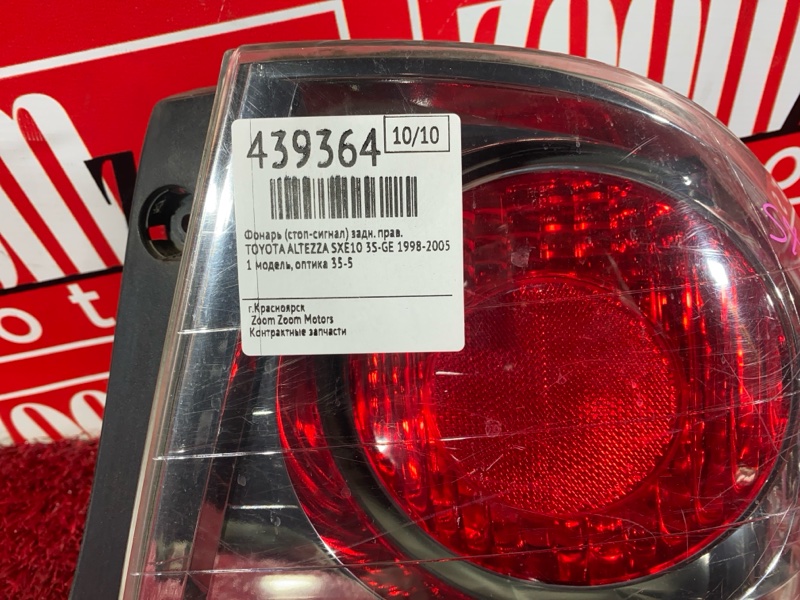 439364 10/10
Фонарь (стоп-сигнал) задн. прав.
TOYOTA ALTEZZA SXE10 3S-GE 1998-2005
1 модель, оптика 35-5
г.Красноярск
Zoom Zoom Motors
Контрактные запчасти